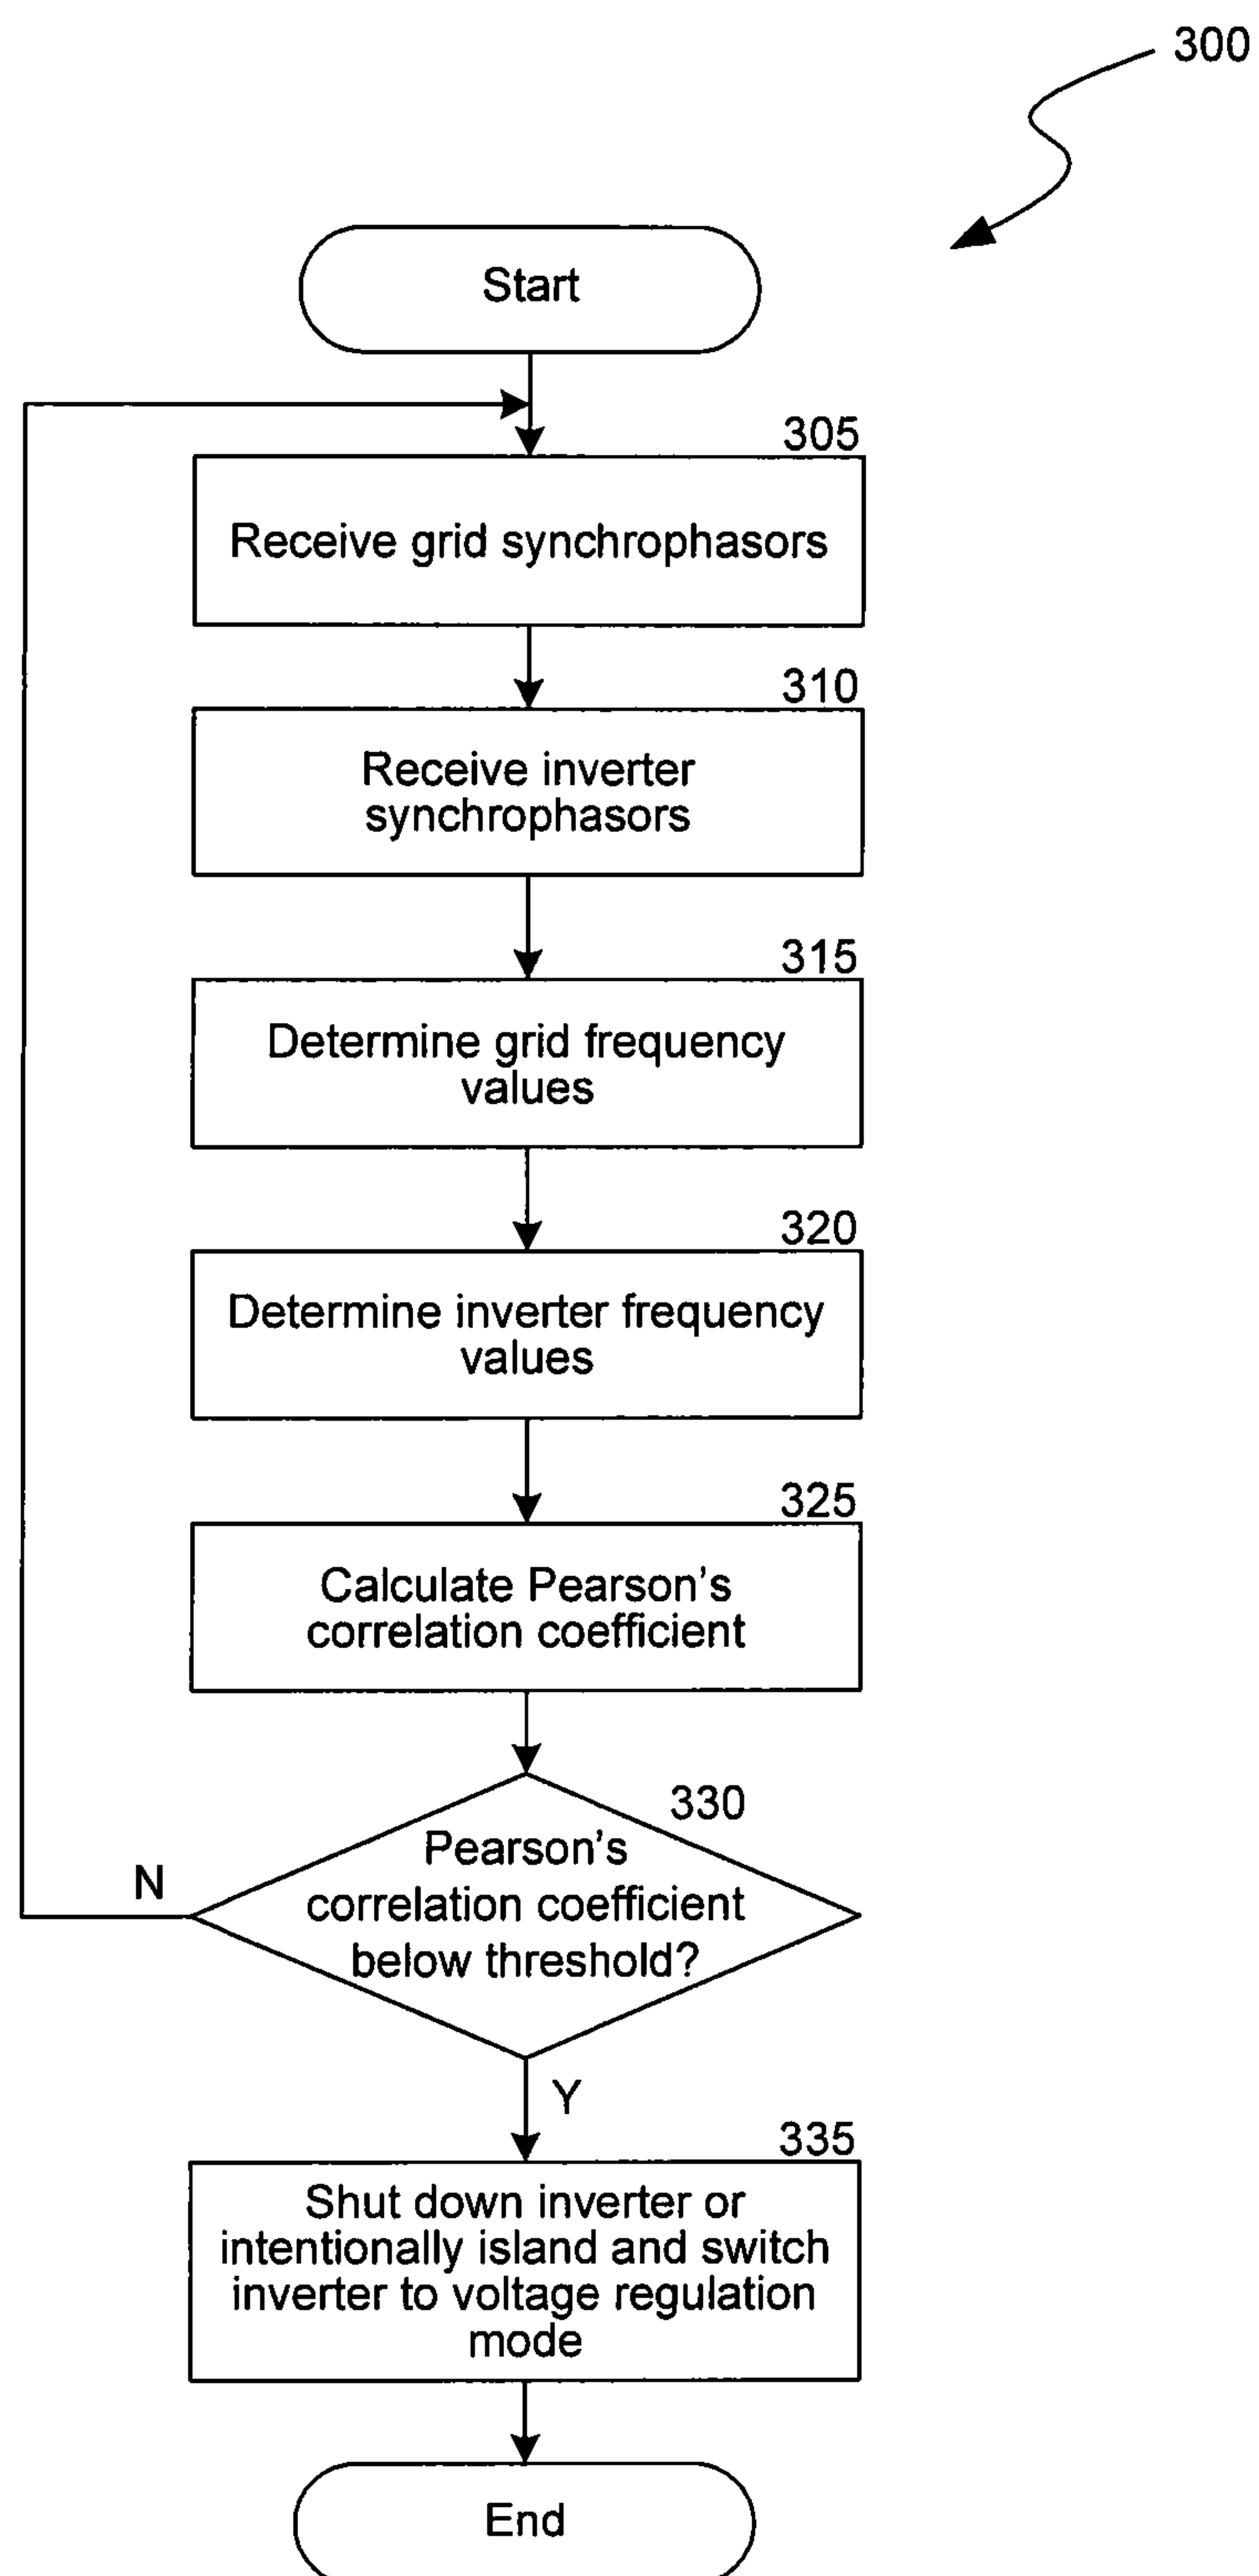 300
Start
305
Receive grid synchrophasors
310
Receive inverter
synchrophasors
315
Determine grid frequency
values
320
Determine inverter frequency
values
325
Calculate Pearson's
correlation coefficient
330
Pearson's
correlation coefficient
below threshold?
N
Y
335
Shut down inverter or
intentionally island and switch
inverter to voltage regulation
mode
End